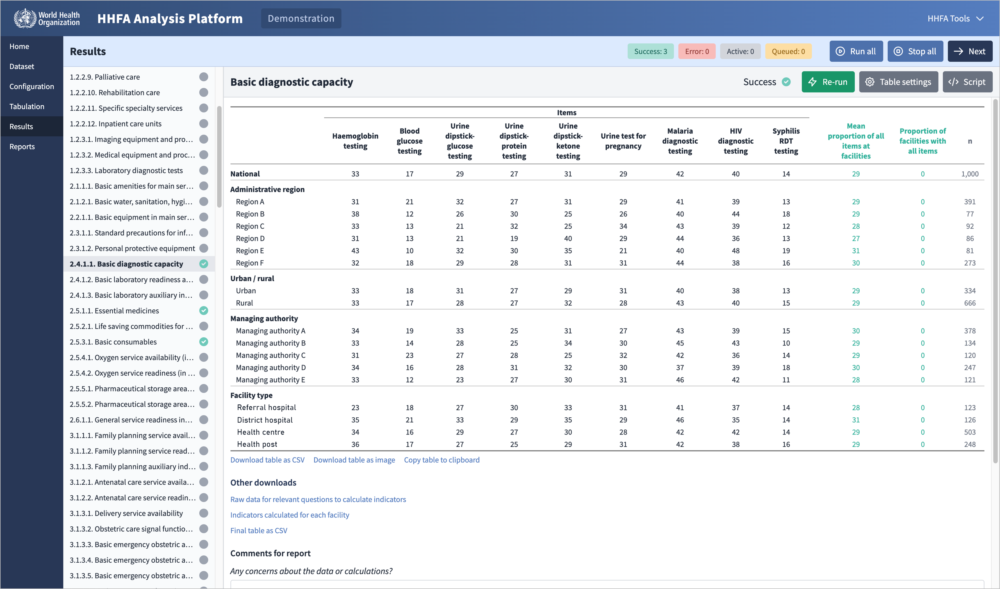 World Health Organization
HHFA Analysis Platform
Demonstration
HHFA Tools
Home
Dataset
Configuration
Tabulation
Results
Reports
Results
Success: 3
Error: 0
Active: 0
Queued: 0
Run all
Stop all
Next
1.2.2.9. Palliative care
1.2.2.10. Rehabilitation care
1.2.2.11. Specific specialty services
1.2.2.12. Inpatient care units
1.2.3.1. Imaging equipment and pro...
1.2.3.2. Medical equipment and proc...
1.2.3.3. Laboratory diagnostic tests
2.1.1.1. Basic amenities for main ser...
2.1.2.1. Basic water, sanitation, hygi...
2.2.1.1. Basic equipment in main ser...
2.3.1.1. Standard precautions for inf...
2.3.1.2. Personal protective equipment
2.4.1.1. Basic diagnostic capacity
2.4.1.2. Basic laboratory readiness a...
2.4.1.3. Basic laboratory auxiliary in...
2.5.1.1. Essential medicines
2.5.2.1. Life saving commodities for ...
2.5.3.1. Basic consumables
2.5.4.1. Oxygen service availability (i...
2.5.4.2. Oxygen service readiness (in ...
2.5.5.1. Pharmaceutical storage area...
2.5.5.2. Pharmaceutical storage area...
2.6.1.1. General service readiness in...
3.1.1.1. Family planning service avail...
3.1.1.2. Family planning service read...
3.1.1.3. Family planning auxiliary ind...
3.1.2.1. Antenatal care service availa...
3.1.2.2. Antenatal care service readin...
3.1.3.1. Delivery service availability
3.1.3.2. Obstetric care signal functio...
3.1.3.3. Basic emergency obstetric a...
3.1.3.4. Basic emergency obstetric a...
3.1.3.5. Basic emergency obstetric a...
Basic diagnostic capacity
Success
Re-run
Table settings
Script
Items
Haemoglobin testing
Blood glucose testing
Urine dipstick-glucose testing
Urine dipstick-protein testing
Urine dipstick-ketone testing
Urine test for pregnancy
Malaria diagnostic testing
HIV diagnostic testing
Syphilis RDT testing
Mean proportion of all items at facilities
Proportion of facilities with all items
n
National 33 17 29 27 31 29 42 40 14 29 0 1,000
Administrative region
Region A 31 21 32 27 31 29 41 39 13 29 0 391
Region B 38 12 26 30 25 26 40 44 18 29 0 77
Region C 33 13 21 32 25 34 43 39 12 28 0 92
Region D 31 13 21 19 40 29 44 36 13 27 0 86
Region E 43 10 32 30 35 21 40 48 19 31 0 81
Region F 32 18 29 28 31 31 44 38 16 30 0 273
Urban / rural
Urban 33 18 31 27 29 31 40 38 13 29 0 334
Rural 33 17 28 27 32 28 43 40 15 29 0 666
Managing authority
Managing authority A 34 19 33 25 31 27 43 39 15 30 0 378
Managing authority B 33 14 28 25 34 30 45 43 10 29 0 134
Managing authority C 31 23 27 28 25 32 42 36 14 29 0 120
Managing authority D 34 16 28 31 32 30 37 39 18 30 0 247
Managing authority E 33 12 23 27 30 31 46 42 11 28 0 121
Facility type
Referral hospital 23 18 27 30 33 31 41 37 14 28 0 123
District hospital 35 21 33 29 35 29 46 35 14 31 0 126
Health centre 34 16 29 27 30 28 42 42 14 29 0 503
Health post 36 17 27 25 29 31 42 38 16 29 0 248
Download table as CSV Download table as image Copy table to clipboard
Other downloads
Raw data for relevant questions to calculate indicators
Indicators calculated for each facility
Final table as CSV
Comments for report
Any concerns about the data or calculations?